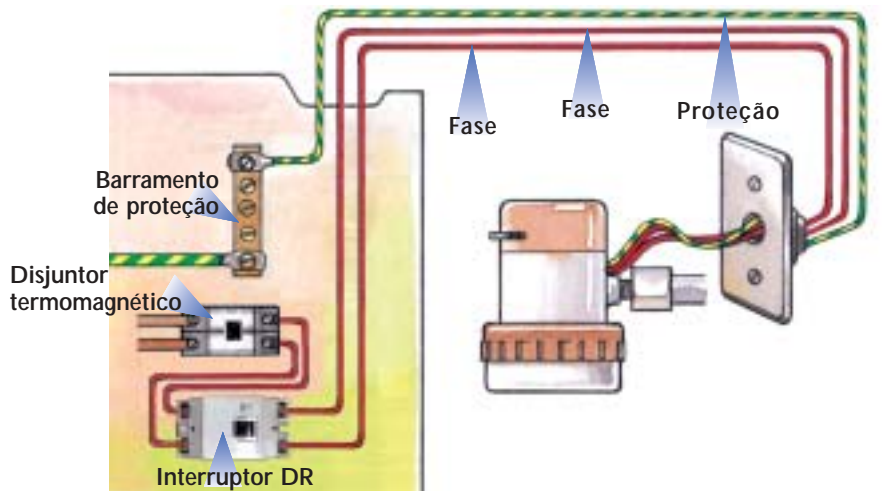 Fase
Fase
Proteção
Barramento
de proteção
Disjuntor
termomagnético
Interruptor DR